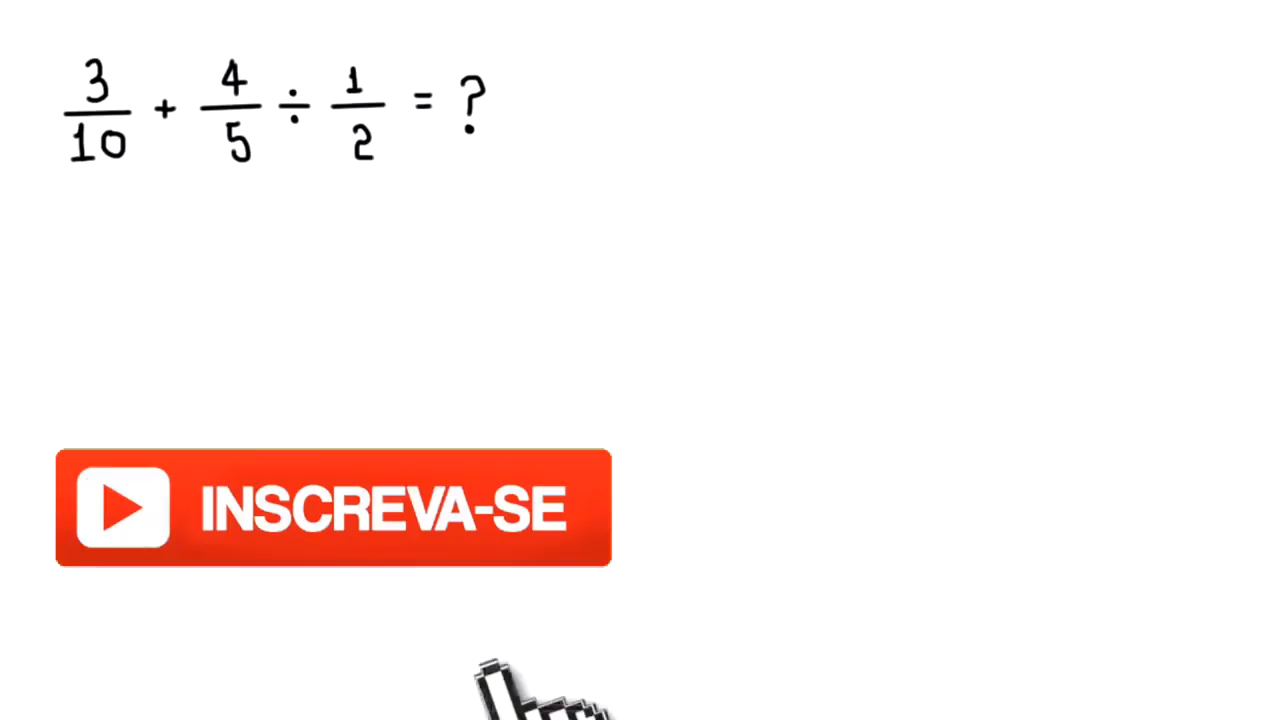 3/10 + 4/5 ÷ 1/2 = ?
INSCREVA-SE